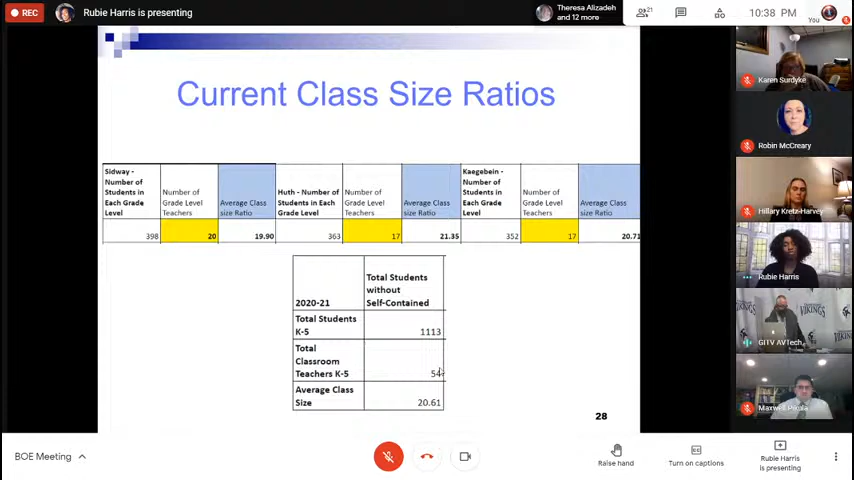 REC
Rubie Harris is presenting
Theresa Alizadeh
and 12 more
21
10:38 PM
You
Current Class Size Ratios
Sidway -
Number of
Students in
Each Grade
Level
Number of
Grade Level
Teachers
Average Class
size Ratio
Huth - Number of
Students in Each
Grade Level
Number of
Grade Level
Teachers
Average Class
size Ratio
Kaegebein -
Number of
Students in
Each Grade
Level
Number of
Grade Level
Teachers
Average Class
size Ratio
398 20 19.90 363 17 21.35 352 17 20.71
2020-21
Total Students
without
Self-Contained
Total Students
K-5
1113
Total
Classroom
Teachers K-5
54
Average Class
Size
20.61
28
Karen Surdyke
Robin McCreary
Hillary Kretz-Harvey
Rubie Harris
VIKINGS
GITV AVTech
BOE Meeting
Raise hand
Turn on captions
Rubie Harris
is presenting